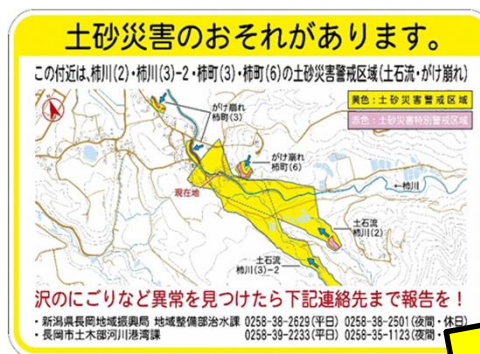 土砂災害のおそれがあります。
この付近は、柿川(2)・柿川(3)-2・柿町(3)・柿町(6)の土砂災害警戒区域(土石流・がけ崩れ)
黄色:土砂災害警戒区域
赤色:土砂災害特別警戒区域
がけ崩れ
柿町(3)
がけ崩れ
柿町(6)
現在地
←柿川
土石流
柿川(2)
土石流
柿川(3)-2
沢のにごりなど異常を見つけたら下記連絡先まで報告を!
・新潟県長岡地域振興局 地域整備部治水課 0258-38-2629(平日) 0258-38-2501(夜間・休日)
・長岡市土木部河川港湾課 0258-39-2233(平日) 0258-35-1123(夜間・